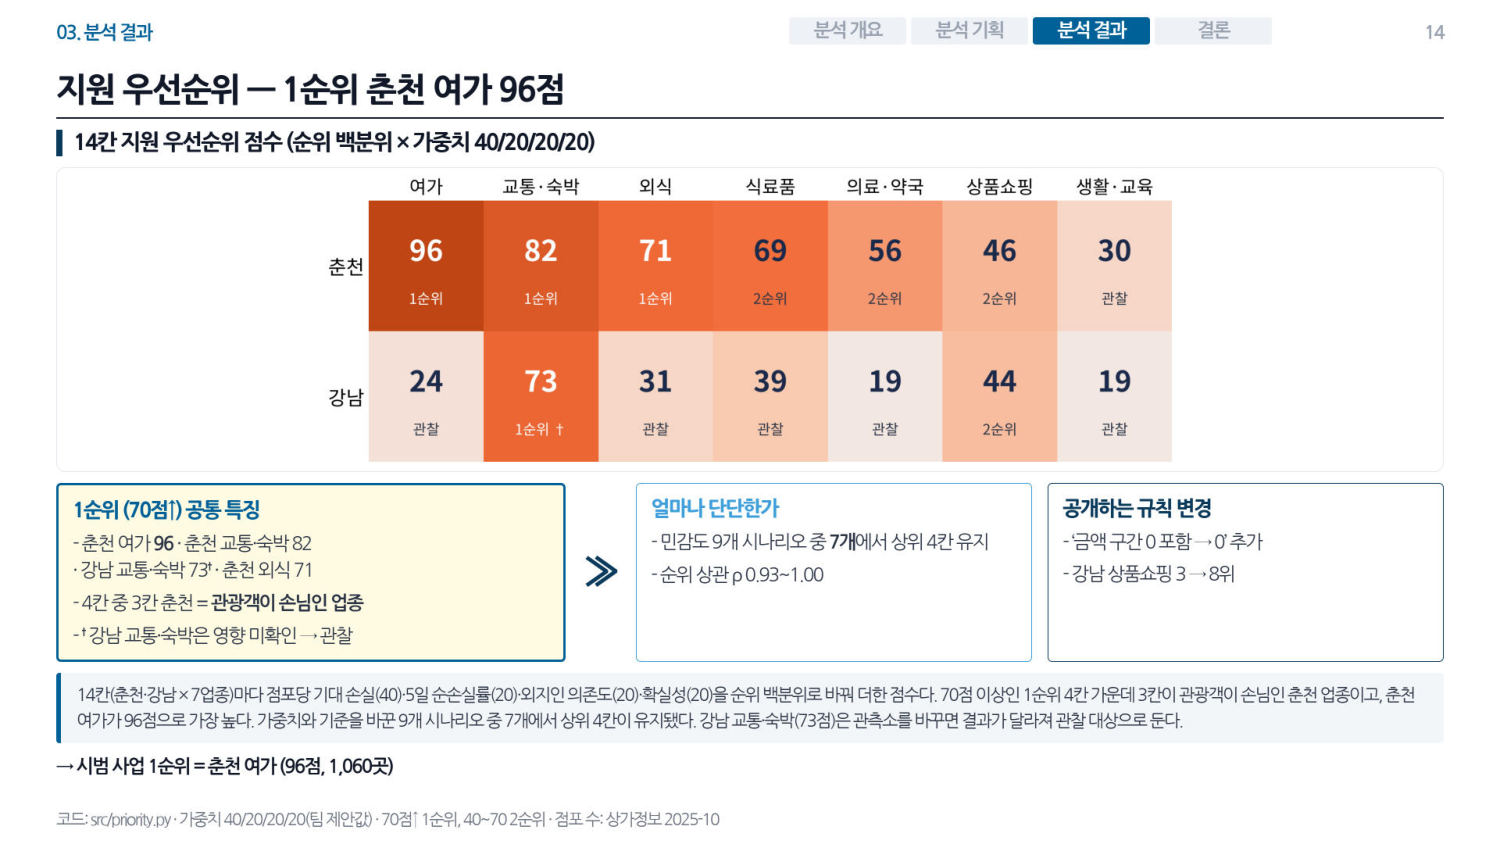 03. 분석 결과
분석 개요 분석 기획 분석 결과 결론
14
지원 우선순위 — 1순위 춘천 여가 96점
14칸 지원 우선순위 점수 (순위 백분위 × 가중치 40/20/20/20)
여가 교통·숙박 외식 식료품 의료·약국 상품쇼핑 생활·교육
춘천
96 82 71 69 56 46 30
1순위 1순위 1순위 2순위 2순위 2순위 관찰
강남
24 73 31 39 19 44 19
관찰 1순위 † 관찰 관찰 관찰 2순위 관찰
1순위 (70점↑) 공통 특징
- 춘천 여가 96 · 춘천 교통·숙박 82
· 강남 교통·숙박 73† · 춘천 외식 71
- 4칸 중 3칸 춘천 = 관광객이 손님인 업종
- † 강남 교통·숙박은 영향 미확인 → 관찰
얼마나 단단한가
- 민감도 9개 시나리오 중 7개에서 상위 4칸 유지
- 순위 상관 ρ 0.93~1.00
공개하는 규칙 변경
- ‘금액 구간 0 포함 → 0’ 추가
- 강남 상품쇼핑 3 → 8위
14칸(춘천·강남 × 7업종)마다 점포당 기대 손실(40)·5일 순손실률(20)·외지인 의존도(20)·확실성(20)을 순위 백분위로 바꿔 더한 점수다. 70점 이상인 1순위 4칸 가운데 3칸이 관광객이 손님인 춘천 업종이고, 춘천
여가가 96점으로 가장 높다. 가중치와 기준을 바꾼 9개 시나리오 중 7개에서 상위 4칸이 유지됐다. 강남 교통·숙박(73점)은 관측소를 바꾸면 결과가 달라져 관찰 대상으로 둔다.
→ 시범 사업 1순위 = 춘천 여가 (96점, 1,060곳)
코드: src/priority.py · 가중치 40/20/20/20(팀 제안값) · 70점↑ 1순위, 40~70 2순위 · 점포 수: 상가정보 2025-10